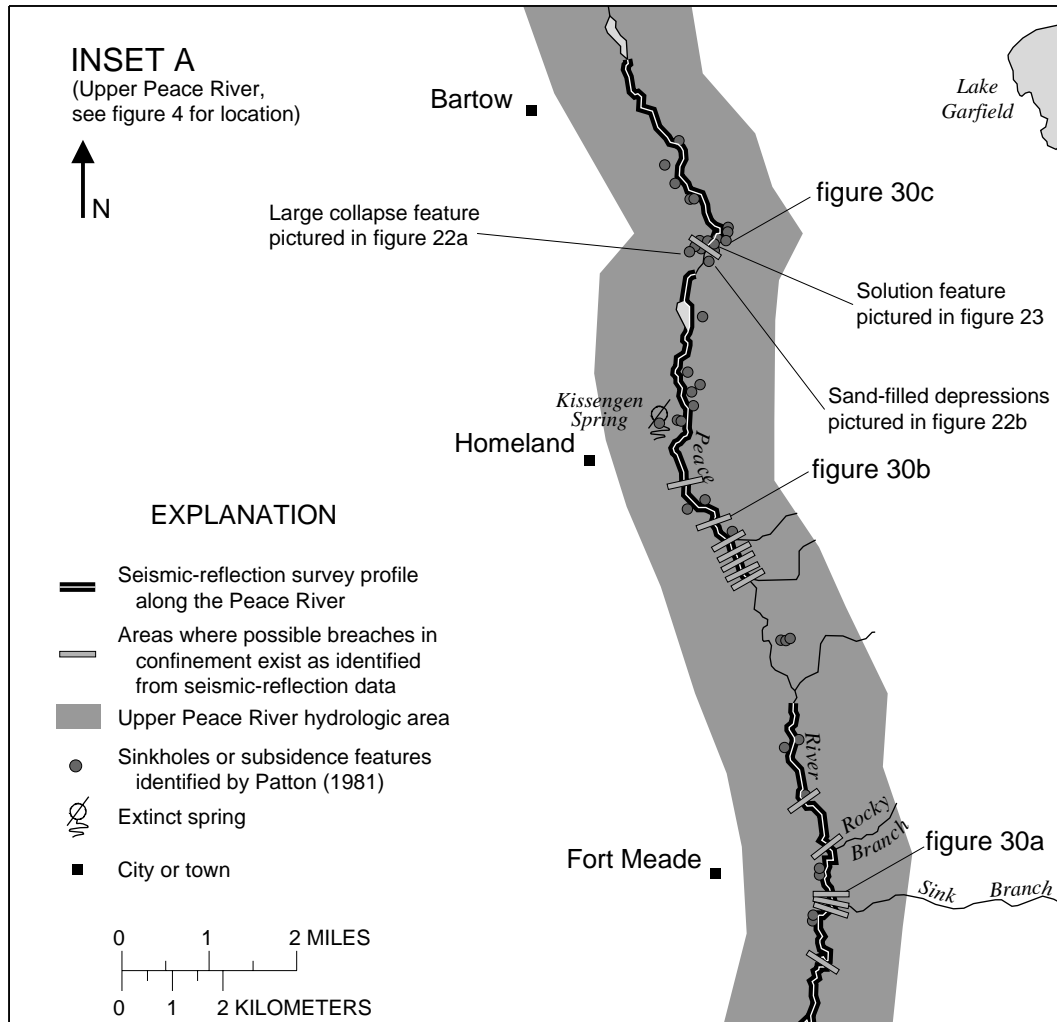 INSET A
(Upper Peace River,
see figure 4 for location)
N
Bartow
Lake
Garfield
figure 30c
Large collapse feature
pictured in figure 22a
Solution feature
pictured in figure 23
Kissengen
Spring
Sand-filled depressions
pictured in figure 22b
Homeland
Peace
figure 30b
EXPLANATION
Seismic-reflection survey profile
along the Peace River
Areas where possible breaches in
confinement exist as identified
from seismic-reflection data
Upper Peace River hydrologic area
Sinkholes or subsidence features
identified by Patton (1981)
Extinct spring
City or town
River
Rocky
Branch
figure 30a
Fort Meade
Sink Branch
0 1 2 MILES
0 1 2 KILOMETERS